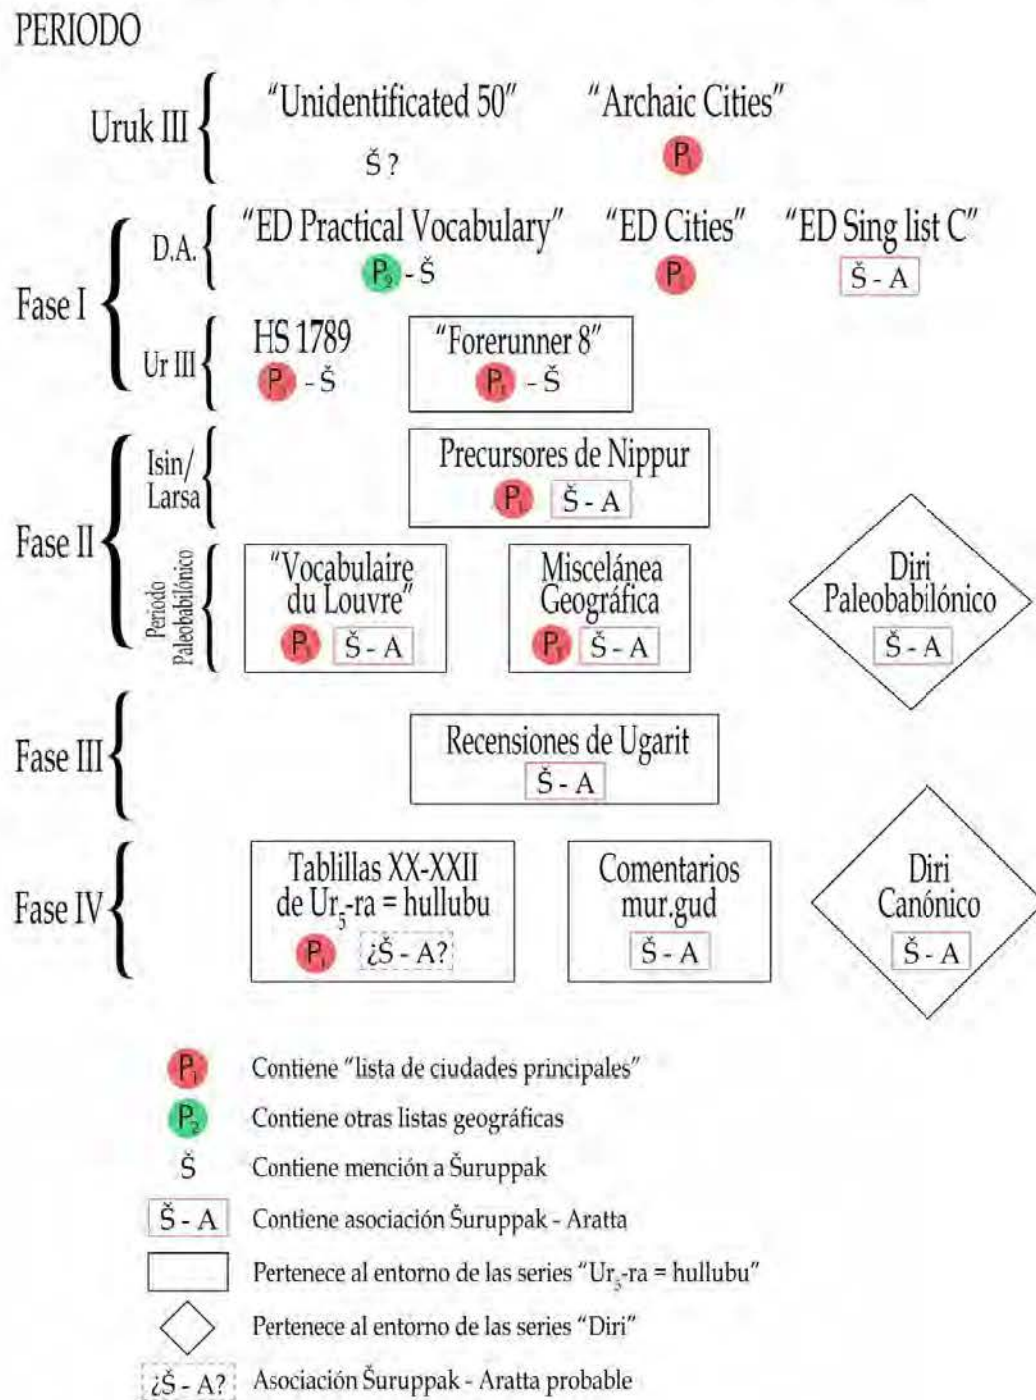 PERIODO
Uruk III
“Unidentificated 50”
Š ?
“Archaic Cities”
P₁
Fase I
D.A.
“ED Practical Vocabulary”
P₂ - Š
“ED Cities”
P₁
“ED Sing list C”
Š - A
Ur III
HS 1789
P₁ - Š
“Forerunner 8”
P₁ - Š
Fase II
Isin/
Larsa
Precursores de Nippur
P₁ Š - A
Periodo
Paleobabilónico
“Vocabulaire
du Louvre”
P₁ Š - A
Miscelánea
Geográfica
P₁ Š - A
Diri
Paleobabilónico
Š - A
Fase III
Recensiones de Ugarit
Š - A
Fase IV
Tablillas XX-XXII
de Ur₅-ra = hullubu
P₁ ¿Š - A?
Comentarios
mur.gud
Š - A
Diri
Canónico
Š - A
P₁ Contiene “lista de ciudades principales”
P₂ Contiene otras listas geográficas
Š Contiene mención a Šuruppak
Š - A Contiene asociación Šuruppak - Aratta
Pertenece al entorno de las series “Ur₅-ra = hullubu”
Pertenece al entorno de las series “Diri”
¿Š - A? Asociación Šuruppak - Aratta probable